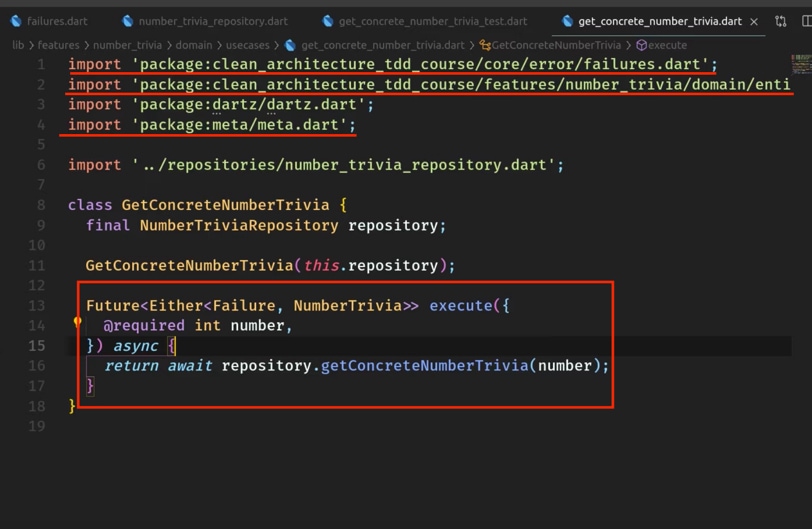 failures.dart number_trivia_repository.dart get_concrete_number_trivia_test.dart get_concrete_number_trivia.dart
lib > features > number_trivia > domain > usecases > get_concrete_number_trivia.dart > GetConcreteNumberTrivia > execute
1 import 'package:clean_architecture_tdd_course/core/error/failures.dart';
2 import 'package:clean_architecture_tdd_course/features/number_trivia/domain/enti
3 import 'package:dartz/dartz.dart';
4 import 'package:meta/meta.dart';
5
6 import '../repositories/number_trivia_repository.dart';
7
8 class GetConcreteNumberTrivia {
9 final NumberTriviaRepository repository;
10
11 GetConcreteNumberTrivia(this.repository);
12
13 Future<Either<Failure, NumberTrivia>> execute({
14 @required int number,
15 }) async {
16 return await repository.getConcreteNumberTrivia(number);
17 }
18 }
19